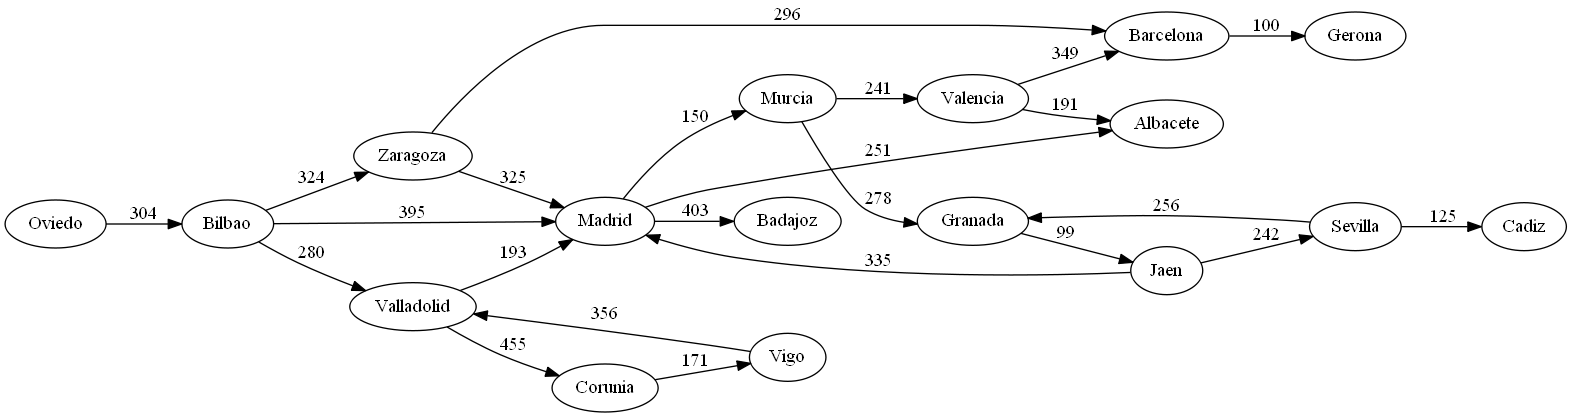 Oviedo
304
Bilbao
324
395
280
Zaragoza
296
325
Valladolid
193
455
Madrid
150
251
403
Corunia
171
356
Vigo
Murcia
241
278
Badajoz
Valencia
349
191
Granada
99
Barcelona
100
Albacete
256
Jaen
335
242
Gerona
Sevilla
125
Cadiz